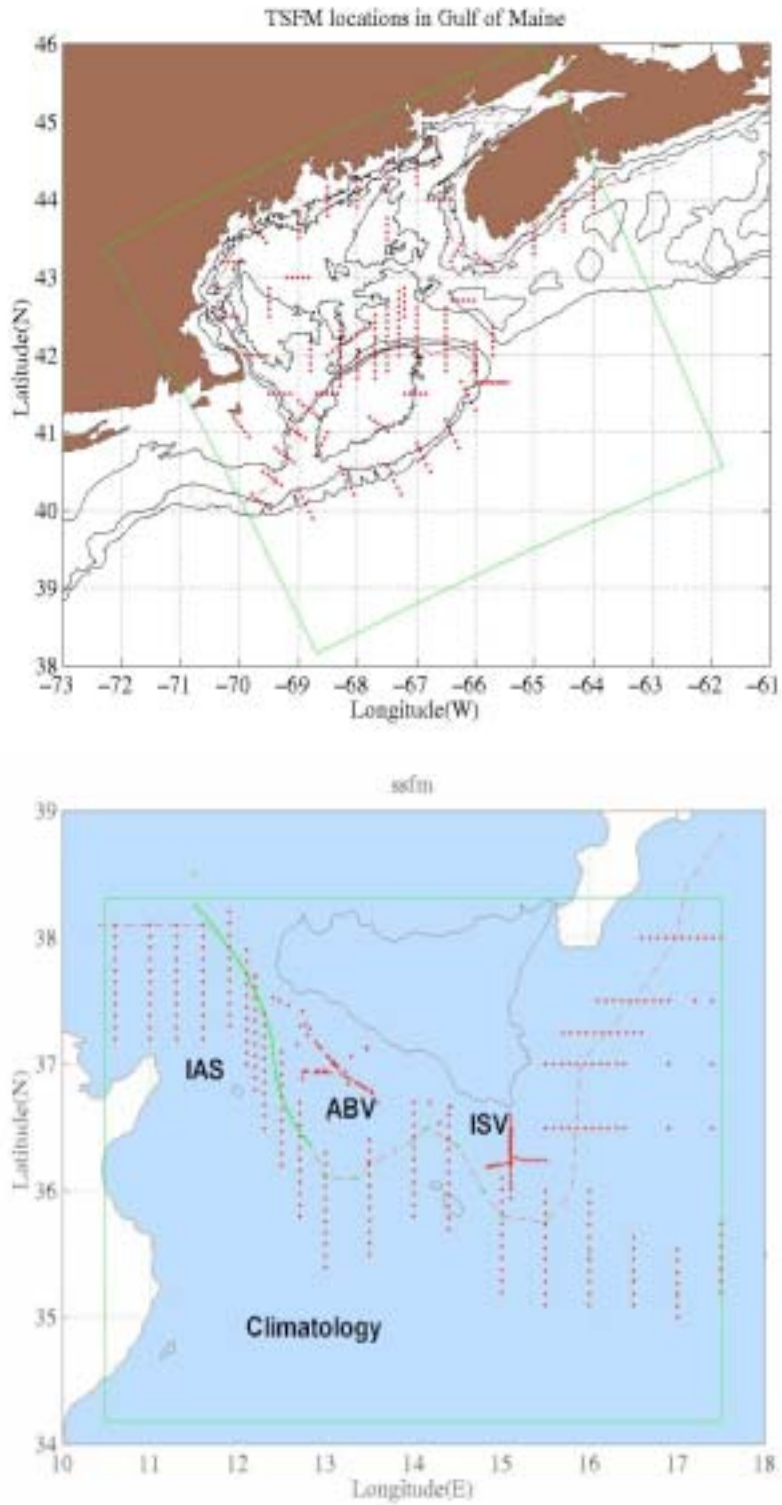 TSFM locations in Gulf of Maine
46
45
44
43
42
41
40
39
38
Latitude(N)
−73 −72 −71 −70 −69 −68 −67 −66 −65 −64 −63 −62 −61
Longitude(W)
ssfm
39
38
37
36
35
34
Latitude(N)
IAS
ABV
ISV
Climatology
10 11 12 13 14 15 16 17 18
Longitude(E)